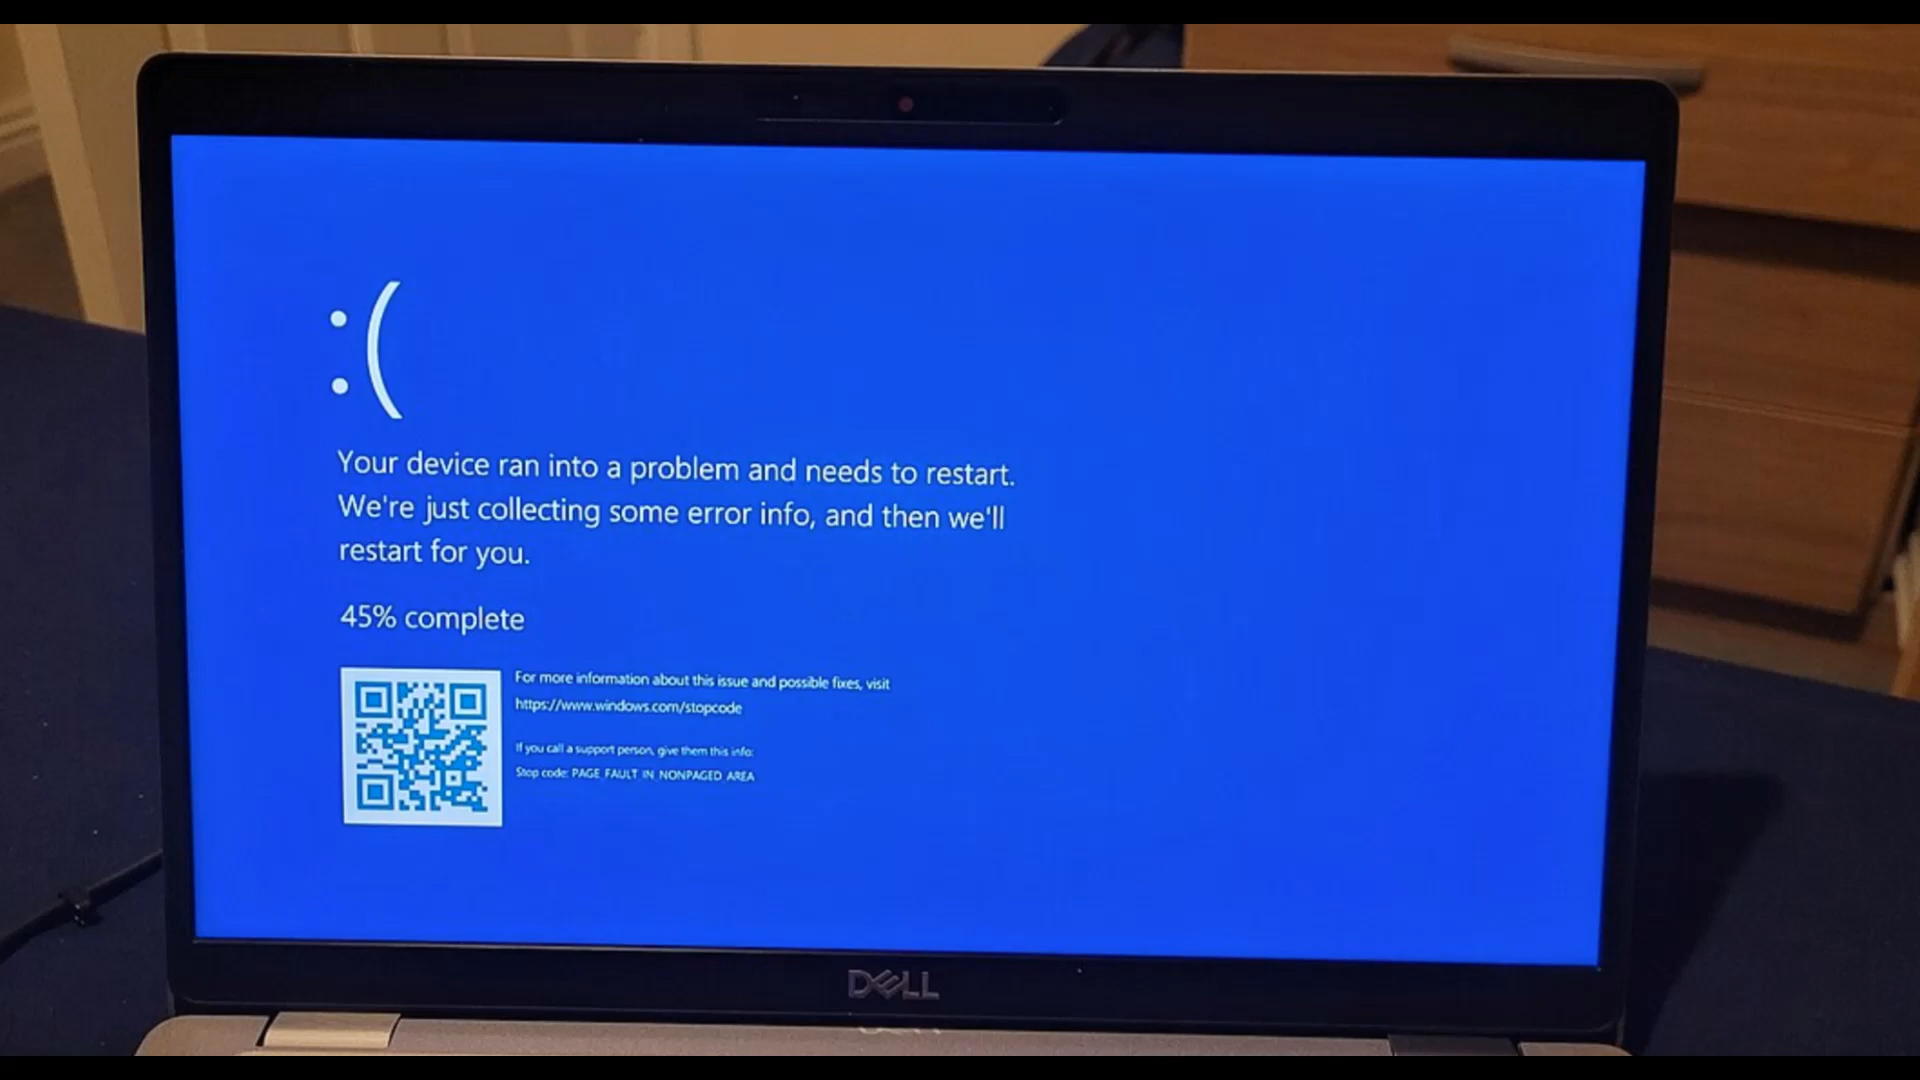 :(
Your device ran into a problem and needs to restart.
We're just collecting some error info, and then we'll
restart for you.
45% complete
For more information about this issue and possible fixes, visit
https://www.windows.com/stopcode
If you call a support person, give them this info:
Stop code: PAGE FAULT IN NONPAGED AREA
DELL